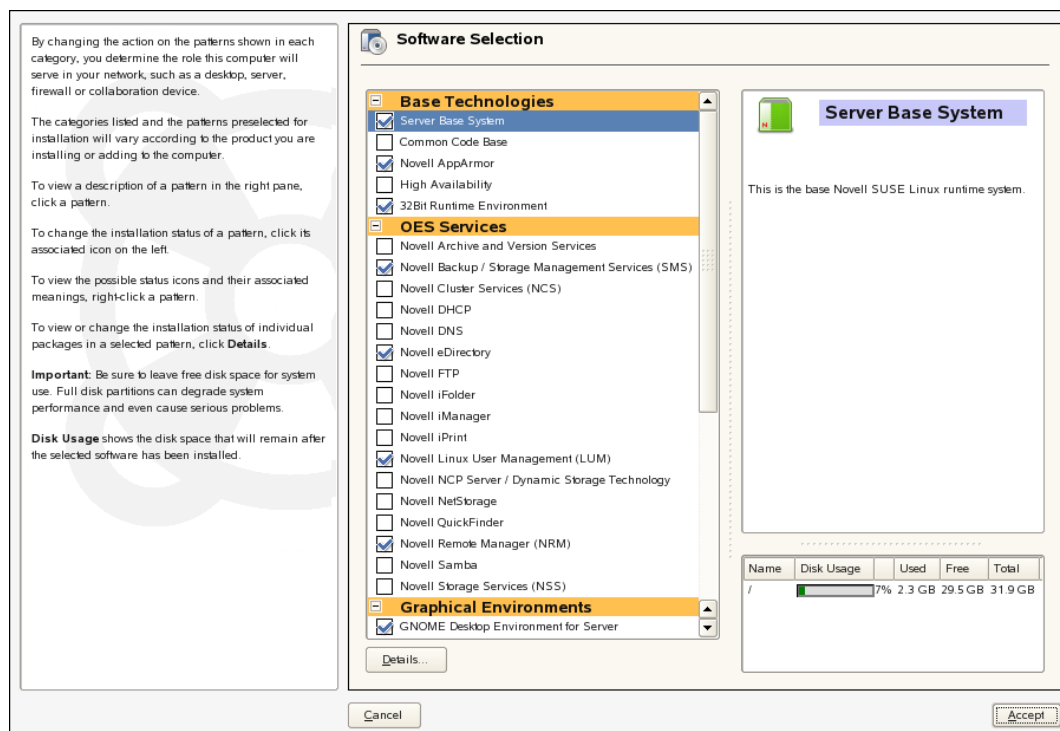 By changing the action on the patterns shown in each
category, you determine the role this computer will
serve in your network, such as a desktop, server,
firewall or collaboration device.
The categories listed and the patterns preselected for
installation will vary according to the product you are
installing or adding to the computer.
To view a description of a pattern in the right pane,
click a pattern.
To change the installation status of a pattern, click its
associated icon on the left.
To view the possible status icons and their associated
meanings, right-click a pattern.
To view or change the installation status of individual
packages in a selected pattern, click Details.
Important: Be sure to leave free disk space for system
use. Full disk partitions can degrade system
performance and even cause serious problems.
Disk Usage shows the disk space that will remain after
the selected software has been installed.
Software Selection
Base Technologies
Server Base System
Common Code Base
Novell AppArmor
High Availability
32Bit Runtime Environment
OES Services
Novell Archive and Version Services
Novell Backup / Storage Management Services (SMS)
Novell Cluster Services (NCS)
Novell DHCP
Novell DNS
Novell eDirectory
Novell FTP
Novell iFolder
Novell iManager
Novell iPrint
Novell Linux User Management (LUM)
Novell NCP Server / Dynamic Storage Technology
Novell NetStorage
Novell QuickFinder
Novell Remote Manager (NRM)
Novell Samba
Novell Storage Services (NSS)
Graphical Environments
GNOME Desktop Environment for Server
Details...
N
Server Base System
This is the base Novell SUSE Linux runtime system.
Name Disk Usage Used Free Total
/ 7% 2.3 GB 29.5 GB 31.9 GB
Cancel
Accept